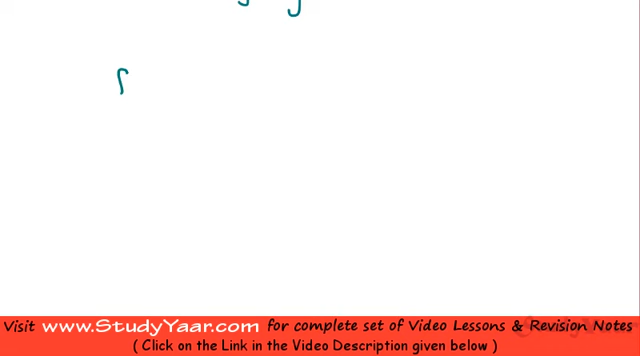 Visit www.StudyYaar.com for complete set of Video Lessons & Revision Notes
( Click on the Link in the Video Description given below )